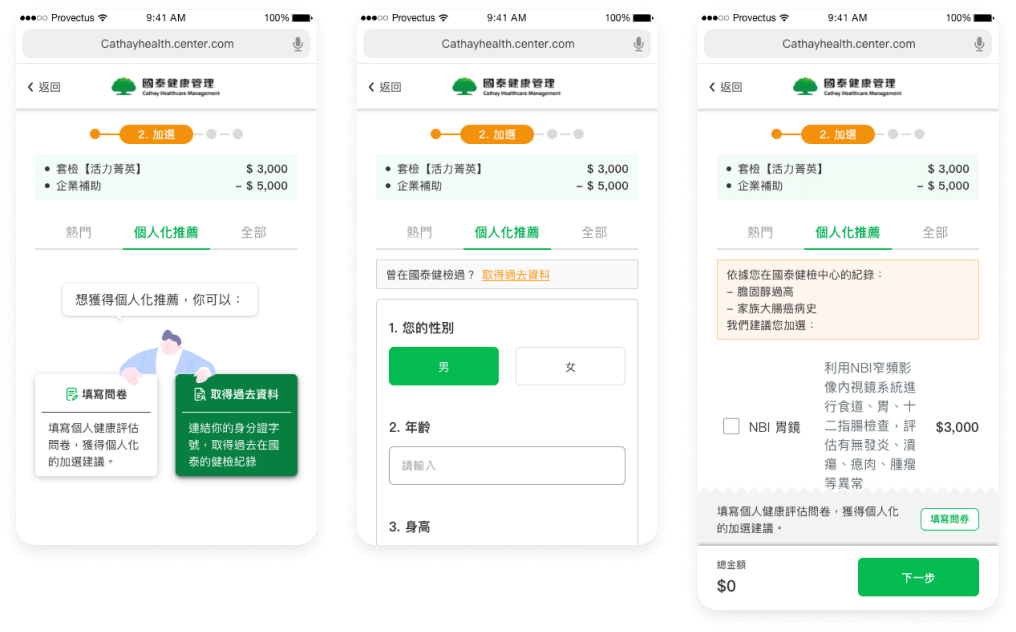 Provectus
9:41 AM
100%
Cathayhealth.center.com
返回
國泰健康管理
Cathay Healthcare Management
2. 加選
套檢【活力菁英】 $ 3,000
企業補助 – $ 5,000
熱門 個人化推薦 全部
想獲得個人化推薦，你可以：
填寫問卷
填寫個人健康評估
問卷，獲得個人化
的加選建議。
取得過去資料
連結你的身分證字
號，取得過去在國
泰的健檢紀錄
Provectus
9:41 AM
100%
Cathayhealth.center.com
返回
國泰健康管理
Cathay Healthcare Management
2. 加選
套檢【活力菁英】 $ 3,000
企業補助 – $ 5,000
熱門 個人化推薦 全部
曾在國泰健檢過？ 取得過去資料
1. 您的性別
男 女
2. 年齡
請輸入
3. 身高
Provectus
9:41 AM
100%
Cathayhealth.center.com
返回
國泰健康管理
Cathay Healthcare Management
2. 加選
套檢【活力菁英】 $ 3,000
企業補助 – $ 5,000
熱門 個人化推薦 全部
依據您在國泰健檢中心的紀錄：
– 膽固醇過高
– 家族大腸癌病史
我們建議您加選：
NBI 胃鏡
利用NBI窄頻影
像內視鏡系統進
行食道、胃、十
二指腸檢查，評
估有無發炎、潰
瘍、瘜肉、腫瘤
等異常
$3,000
填寫個人健康評估問卷，獲得個人化
的加選建議。
填寫問券
總金額
$0
下一步